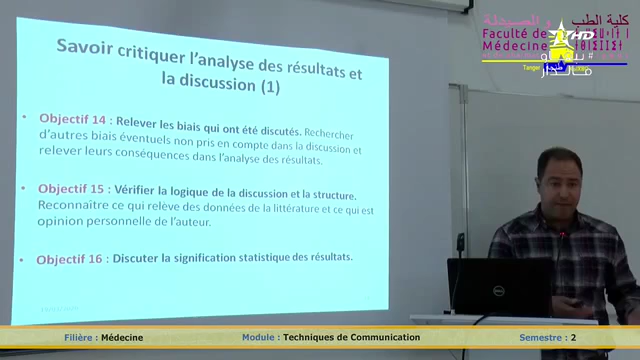 Savoir critiquer l'analyse des résultats et
la discussion (1)
• Objectif 14 : Relever les biais qui ont été discutés. Rechercher
d'autres biais éventuels non pris en compte dans la discussion et
relever leurs conséquences dans l'analyse des résultats.
• Objectif 15 : Vérifier la logique de la discussion et la structure.
Reconnaître ce qui relève des données de la littérature et ce qui est
opinion personnelle de l'auteur.
• Objectif 16 : Discuter la signification statistique des résultats.
كلية الطب
و الصيدلة
Faculté de
Médecine
HD
Tanger
DELL
Filière : Médecine
Module : Techniques de Communication
Semestre : 2